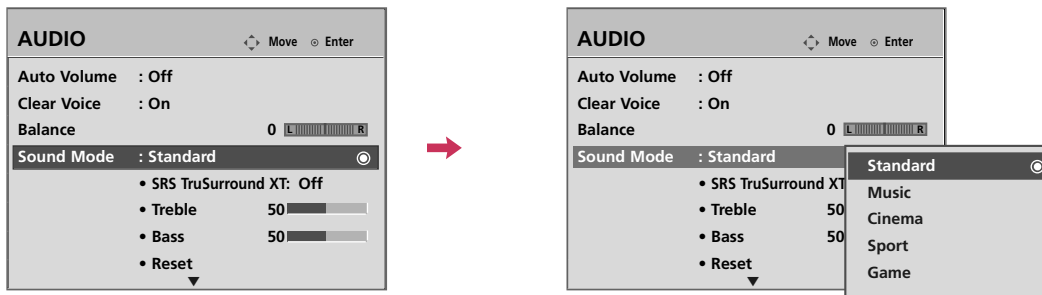 AUDIO Move Enter
Auto Volume : Off
Clear Voice : On
Balance 0 L R
Sound Mode : Standard
• SRS TruSurround XT: Off
• Treble 50
• Bass 50
• Reset
AUDIO Move Enter
Auto Volume : Off
Clear Voice : On
Balance 0 L R
Sound Mode : Standard
• SRS TruSurround XT
• Treble 50
• Bass 50
• Reset
Standard
Music
Cinema
Sport
Game